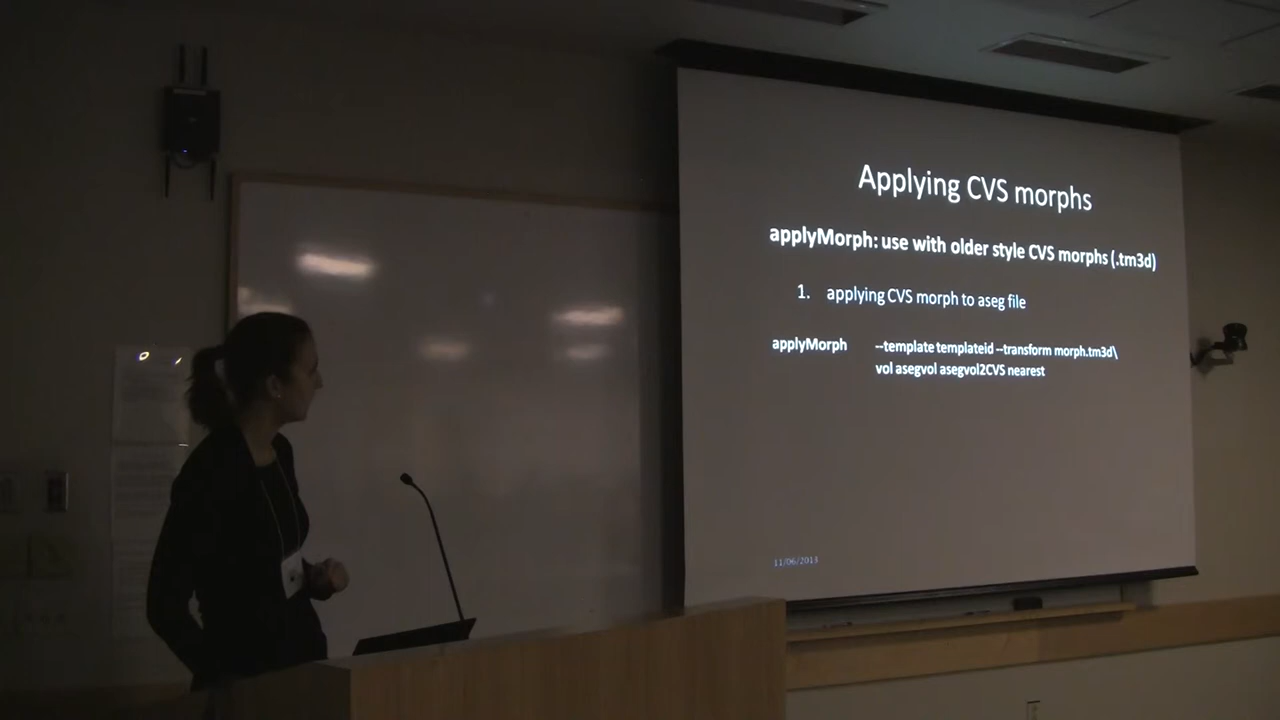 Applying CVS morphs
applyMorph: use with older style CVS morphs (.tm3d)
1. applying CVS morph to aseg file
applyMorph --template templateid --transform morph.tm3d\
vol asegvol asegvol2CVS nearest
11/06/2013